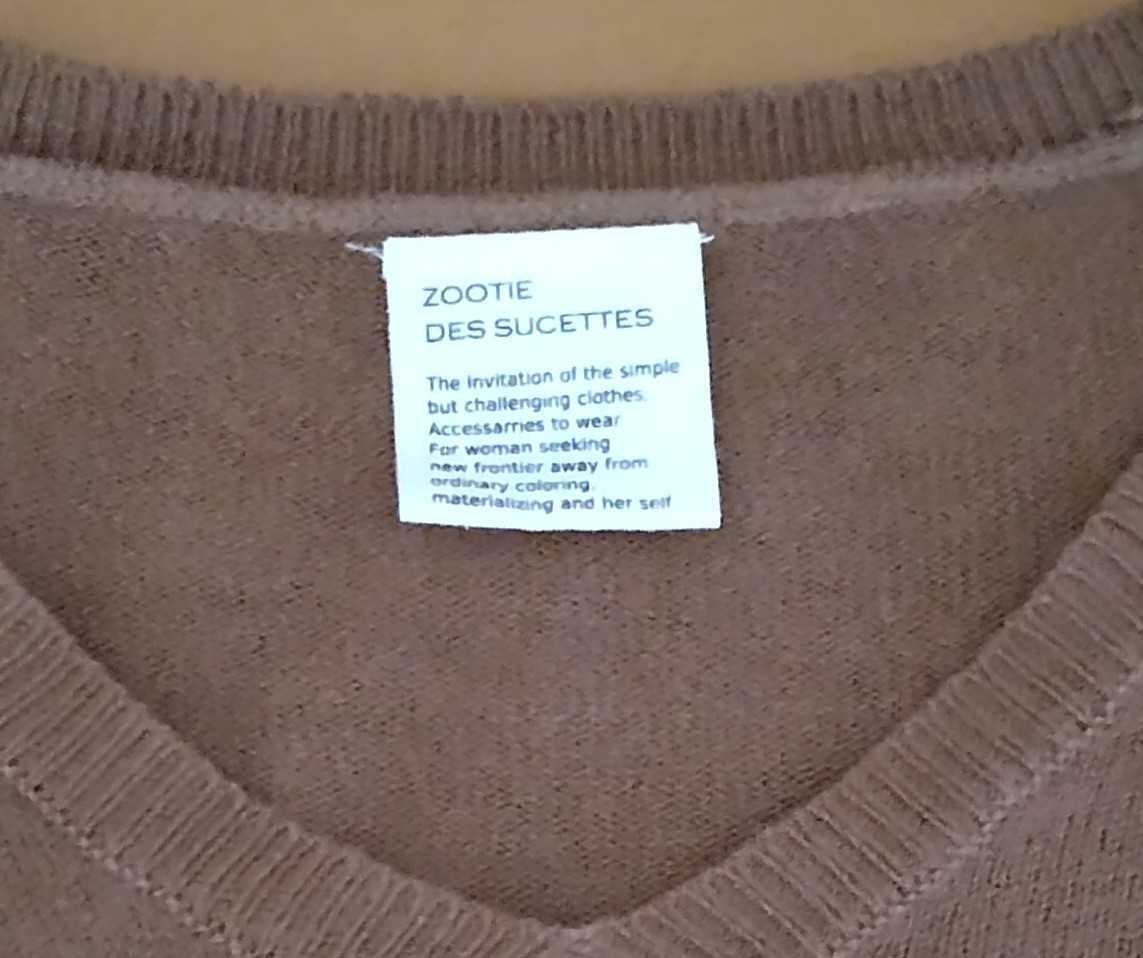 ZOOTIE
DES SUCETTES
The invitation of the simple
but challenging clothes.
Accessarries to wear
For woman seeking
new frontier away from
ordinary coloring.
materializing and her self